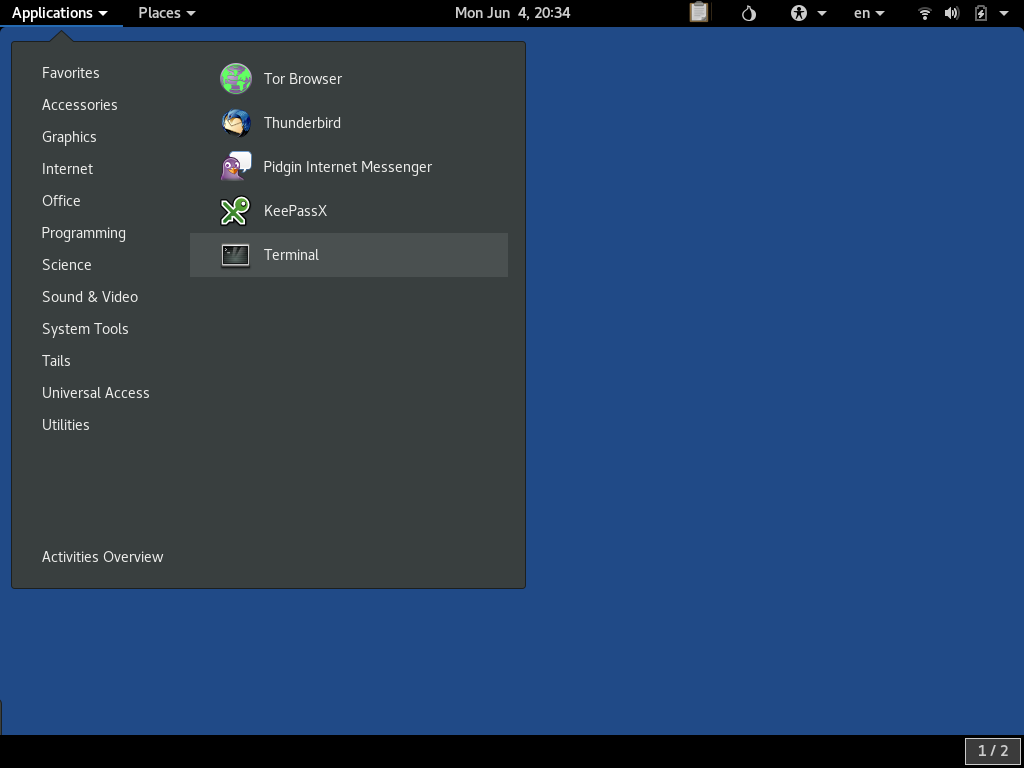 Applications Places Mon Jun 4, 20:34 en
Favorites
Accessories
Graphics
Internet
Office
Programming
Science
Sound & Video
System Tools
Tails
Universal Access
Utilities
Activities Overview
Tor Browser
Thunderbird
Pidgin Internet Messenger
KeePassX
Terminal
1 / 2